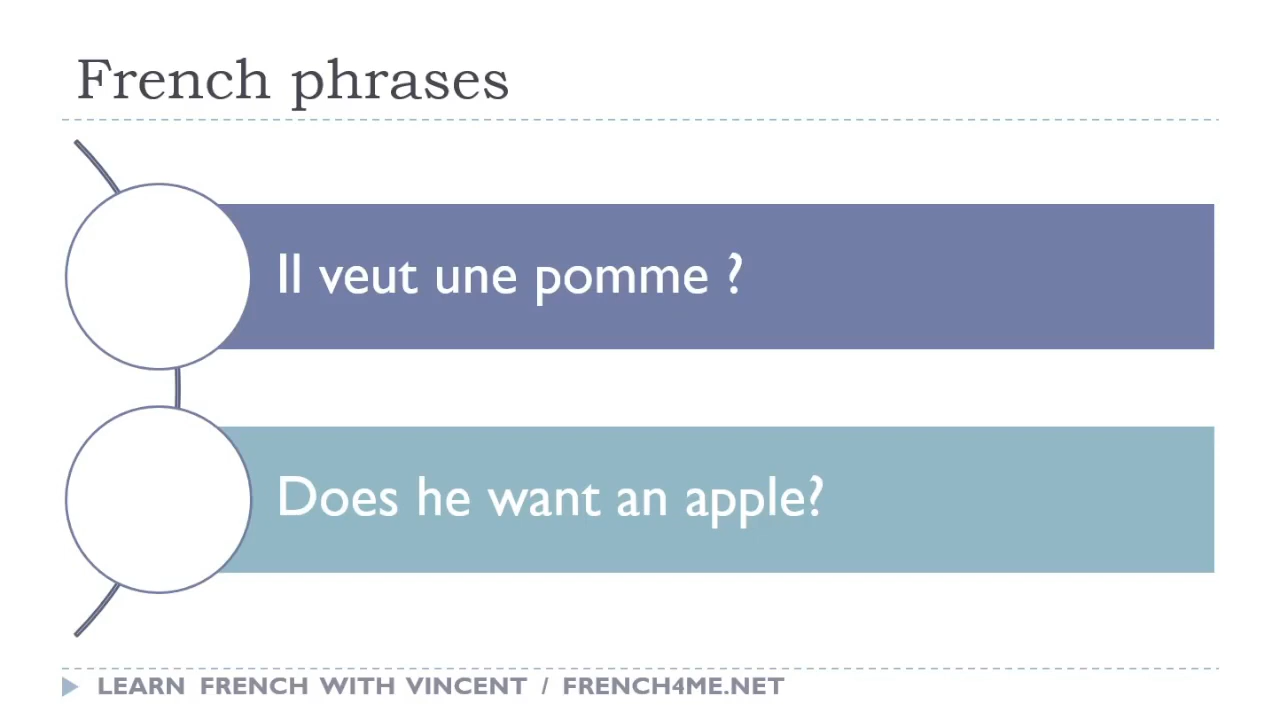 French phrases
Il veut une pomme ?
Does he want an apple?
LEARN FRENCH WITH VINCENT / FRENCH4ME.NET